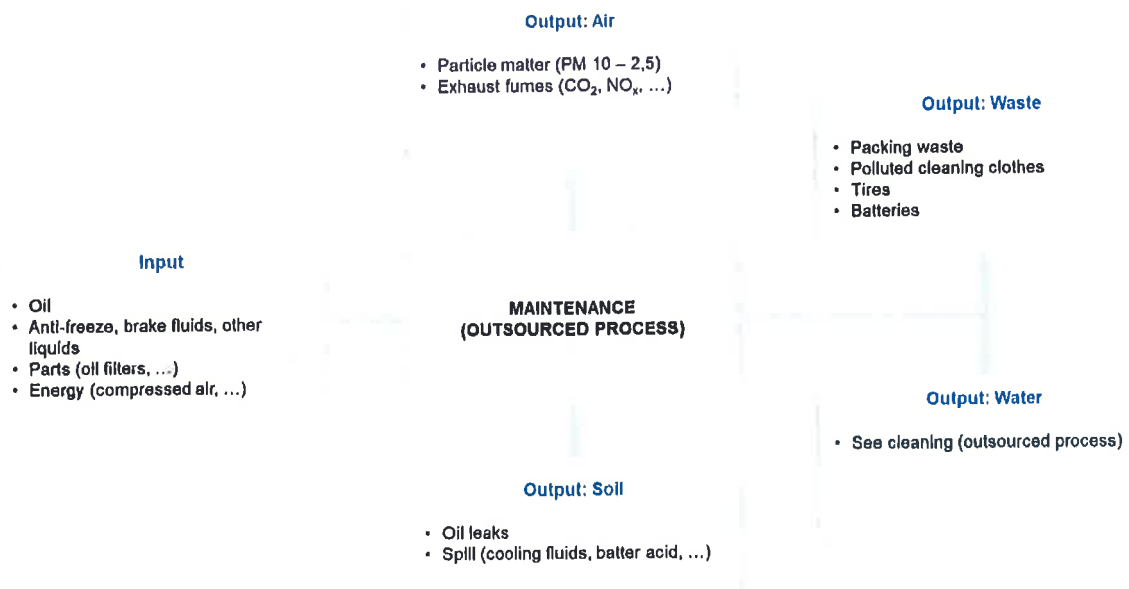 Output: Air
• Particle matter (PM 10 – 2,5)
• Exhaust fumes (CO₂, NOₓ, …)
Output: Waste
• Packing waste
• Polluted cleaning clothes
• Tires
• Batteries
Input
• Oil
• Anti-freeze, brake fluids, other
liquids
• Parts (oil filters, …)
• Energy (compressed air, …)
MAINTENANCE
(OUTSOURCED PROCESS)
Output: Water
• See cleaning (outsourced process)
Output: Soil
• Oil leaks
• Spill (cooling fluids, batter acid, …)